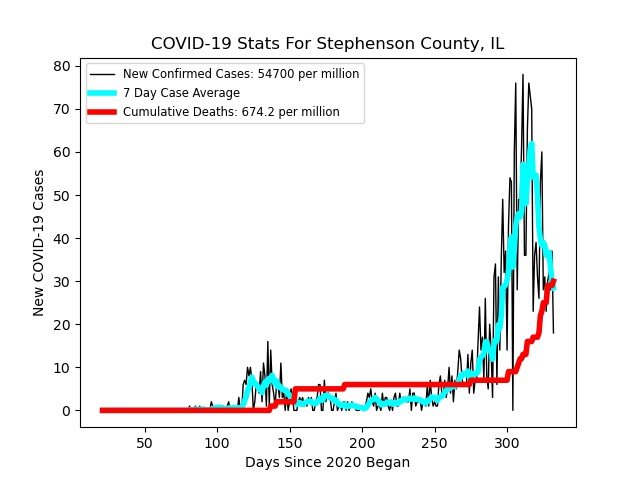 COVID-19 Stats For Stephenson County, IL
New Confirmed Cases: 54700 per million
7 Day Case Average
Cumulative Deaths: 674.2 per million
80
70
60
50
40
30
20
10
0
New COVID-19 Cases
50 100 150 200 250 300
Days Since 2020 Began